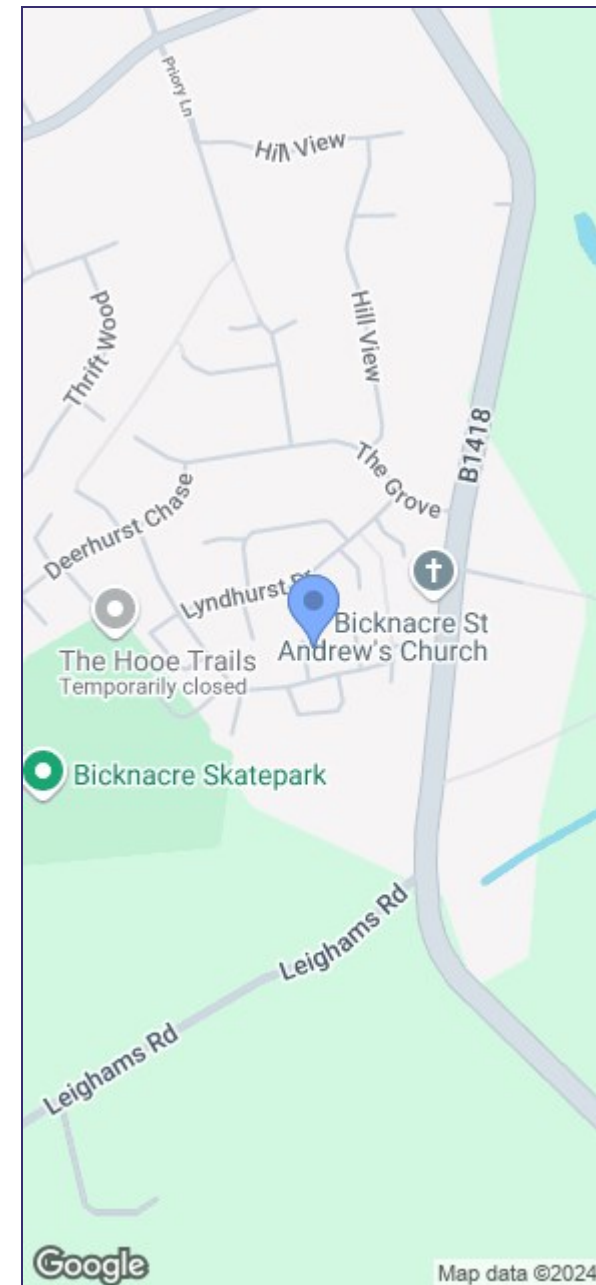 Priory Ln
Hill View
Thrift Wood
Hill View
B1418
The Grove
Deerhurst Chase
Lyndhurst
Bicknacre St
Andrew's Church
The Hooe Trails
Temporarily closed
Bicknacre Skatepark
Leighams Rd
Leighams Rd
Google
Map data ©2024